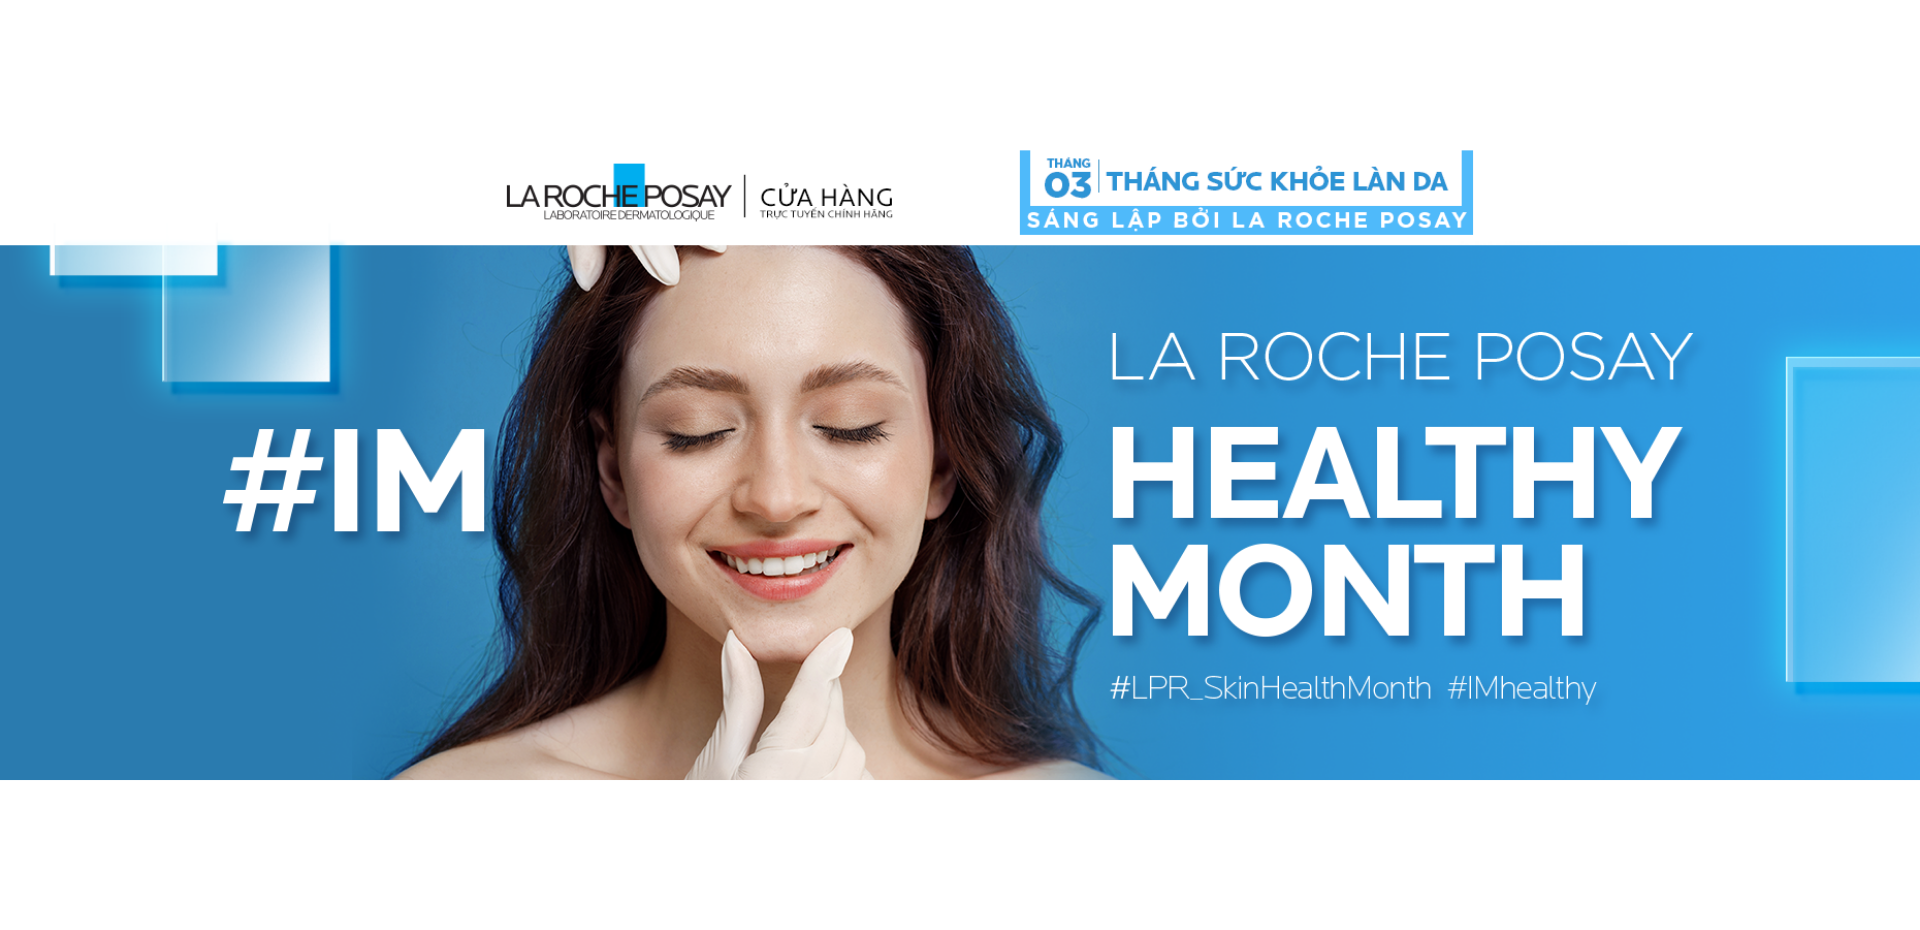 LA ROCHE POSAY
LABORATOIRE DERMATOLOGIQUE
CỬA HÀNG
TRỰC TUYẾN CHÍNH HÃNG
THÁNG
03
THÁNG SỨC KHỎE LÀN DA
SÁNG LẬP BỞI LA ROCHE POSAY
#IM
LA ROCHE POSAY
HEALTHY
MONTH
#LPR_SkinHealthMonth #IMhealthy